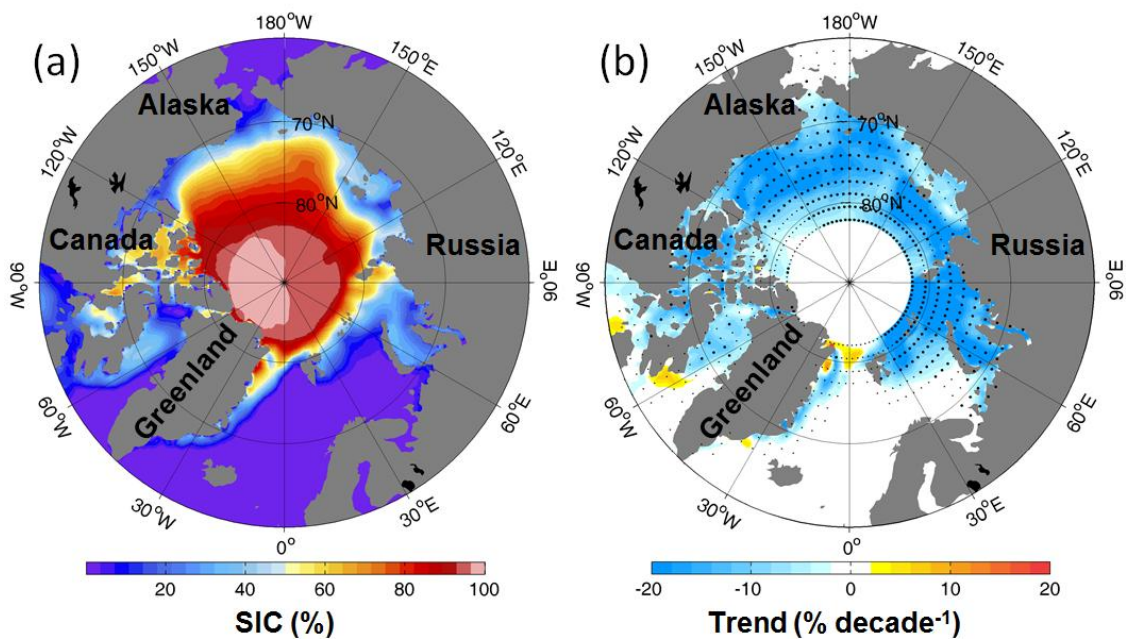 (a)
180°W
150°W
150°E
120°W
120°E
90°W
90°E
60°W
60°E
30°W
30°E
0°
70°N
80°N
Alaska
Canada
Russia
Greenland
20 40 60 80 100
SIC (%)
(b)
180°W
150°W
150°E
120°W
120°E
90°W
90°E
60°W
60°E
30°W
30°E
0°
70°N
80°N
Alaska
Canada
Russia
Greenland
-20 -10 0 10 20
Trend (% decade⁻¹)